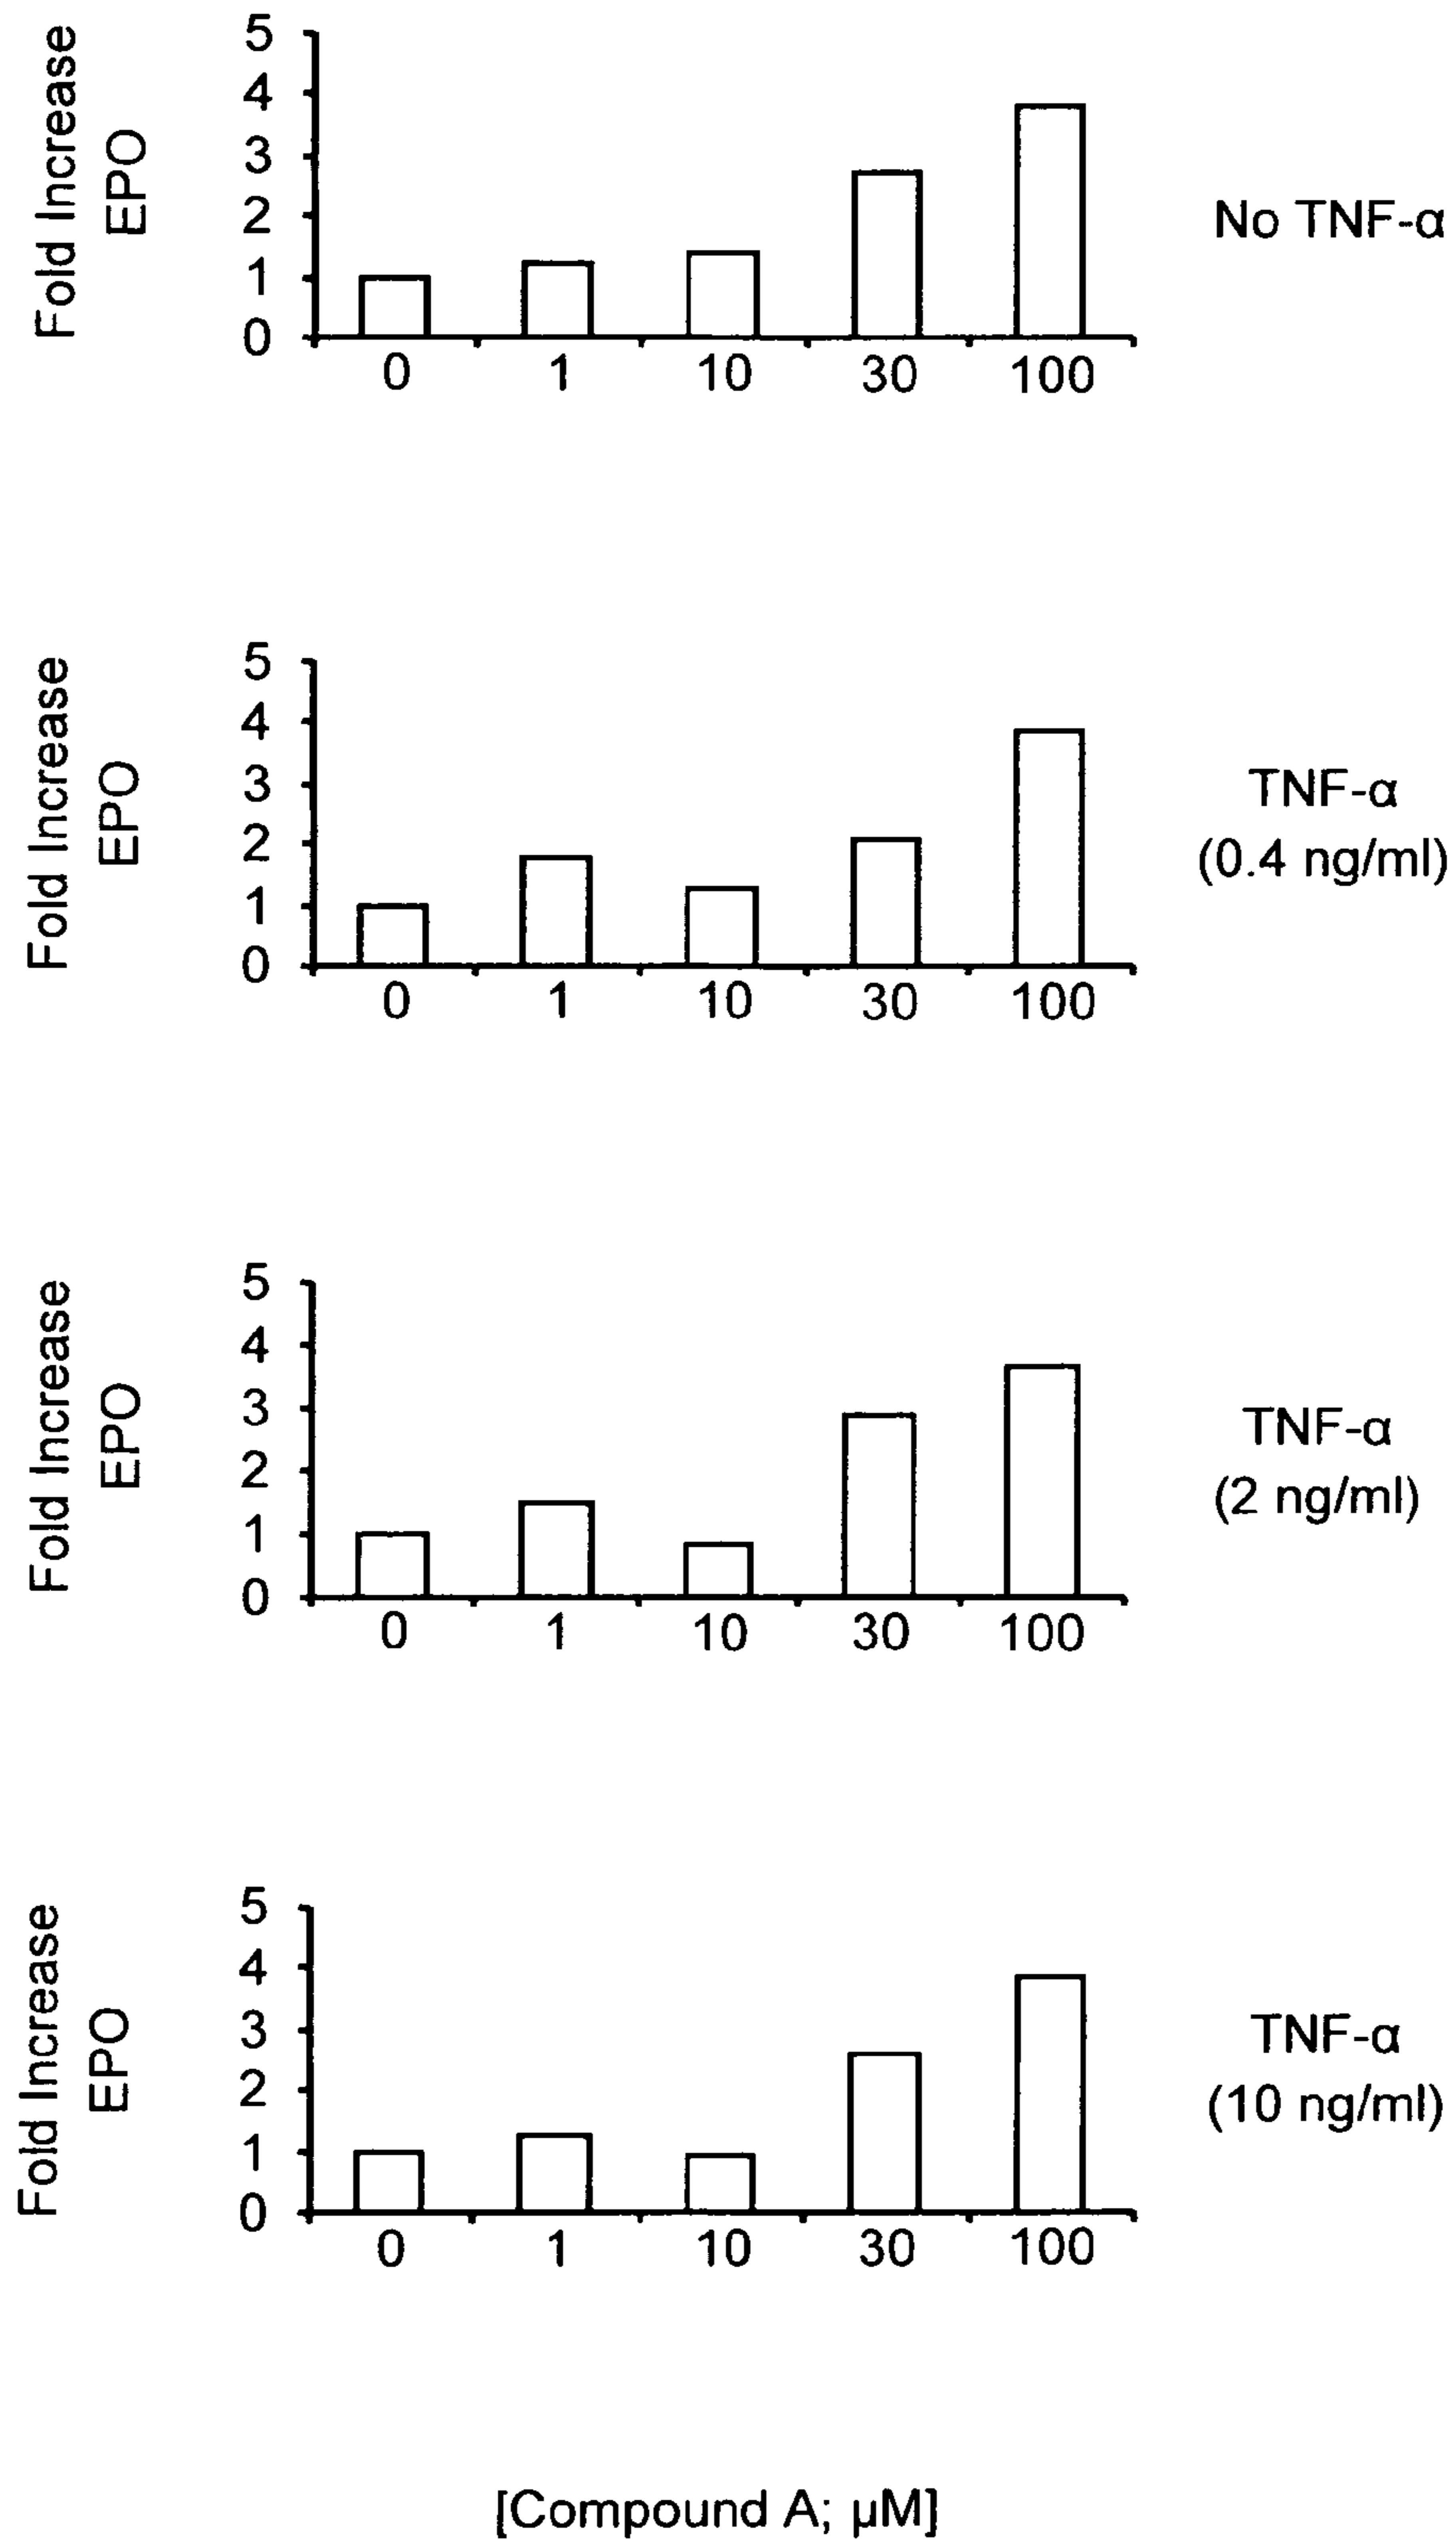 Fold Increase
EPO
5
4
3
2
1
0
0 1 10 30 100
No TNF-α
Fold Increase
EPO
5
4
3
2
1
0
0 1 10 30 100
TNF-α
(0.4 ng/ml)
Fold Increase
EPO
5
4
3
2
1
0
0 1 10 30 100
TNF-α
(2 ng/ml)
Fold Increase
EPO
5
4
3
2
1
0
0 1 10 30 100
TNF-α
(10 ng/ml)
[Compound A; μM]